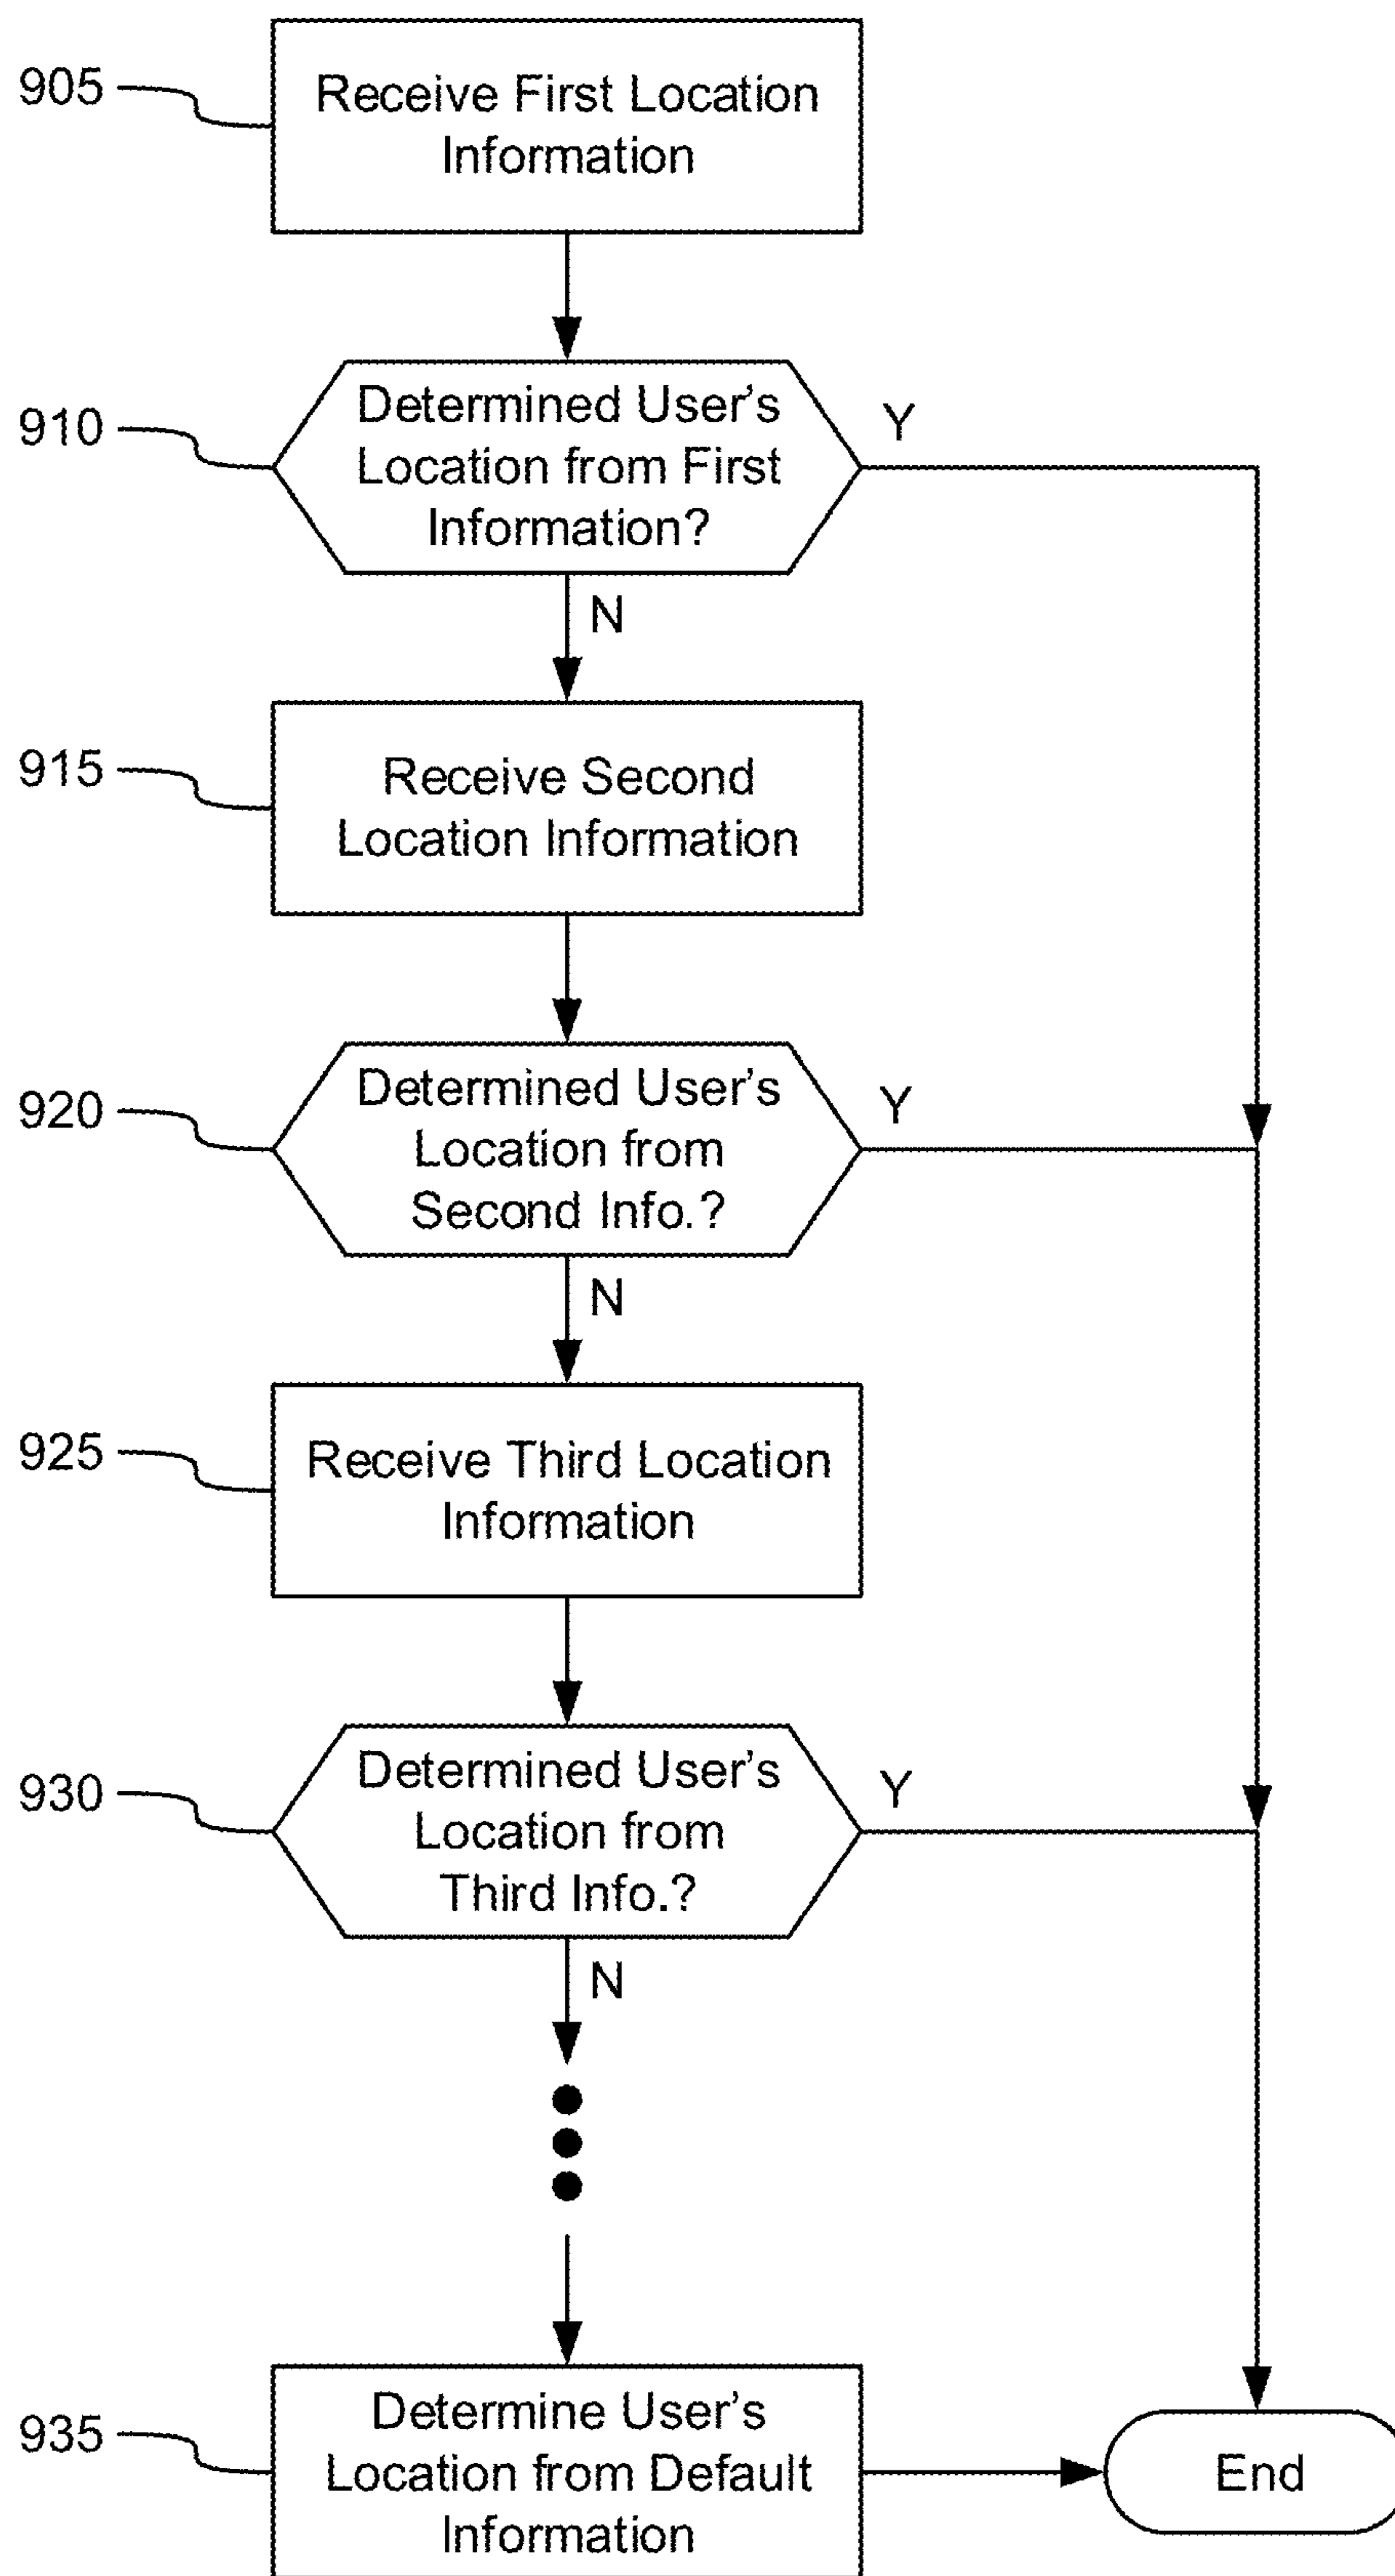 905
Receive First Location
Information
910
Determined User's
Location from First
Information?
Y
N
915
Receive Second
Location Information
920
Determined User's
Location from
Second Info.?
Y
N
925
Receive Third Location
Information
930
Determined User's
Location from
Third Info.?
Y
N
935
Determine User's
Location from Default
Information
End